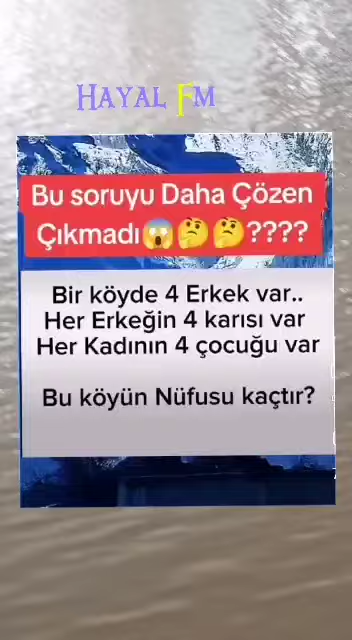 Hayal Fm
Bu soruyu Daha Çözen
Çıkmadı😱🤔🤔????
Bir köyde 4 Erkek var..
Her Erkeğin 4 karısı var
Her Kadının 4 çocuğu var
Bu köyün Nüfusu kaçtır?